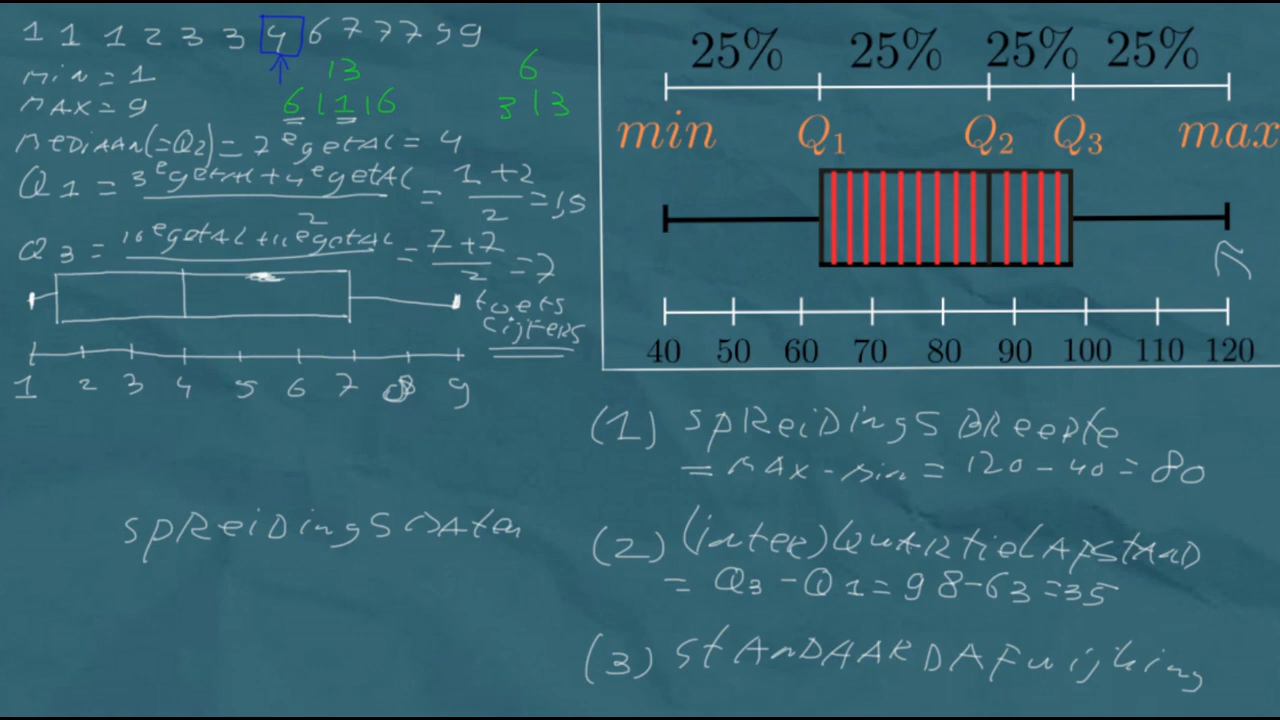 1 1 1 2 3 3 4 6 7 7 7 9 9
min = 1
13
6
MAX = 9
6 | 1 | 6
3 | 3
MEDIAAN(=Q2) = 7e getAL = 4
Q1 = 3e getAL + 4e getAL / 2 = 1+2 / 2 = 1,5
Q3 = 10e getAL + 11e getAL / 2 = 7+7 / 2 = 7
toets
cijfers
1 2 3 4 5 6 7 8 9
25% 25% 25% 25%
min Q1 Q2 Q3 max
40 50 60 70 80 90 100 110 120
spReiDingsmAten
(1) spReiDingsBReeDte
= MAX - min = 120 - 40 = 80
(2) (inteR)QuARtielAfstAnD
= Q3 - Q1 = 98 - 63 = 35
(3) stAnDAARDAfwijking